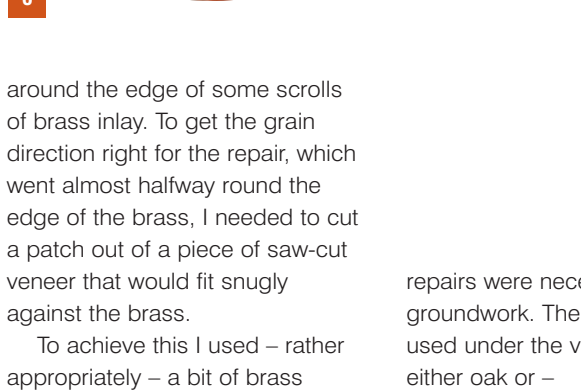 around the edge of some scrolls
of brass inlay. To get the grain
direction right for the repair, which
went almost halfway round the
edge of the brass, I needed to cut
a patch out of a piece of saw-cut
veneer that would fit snugly
against the brass.
To achieve this I used – rather
appropriately – a bit of brass
repairs were
groundwork. The
used under the
either oak or –